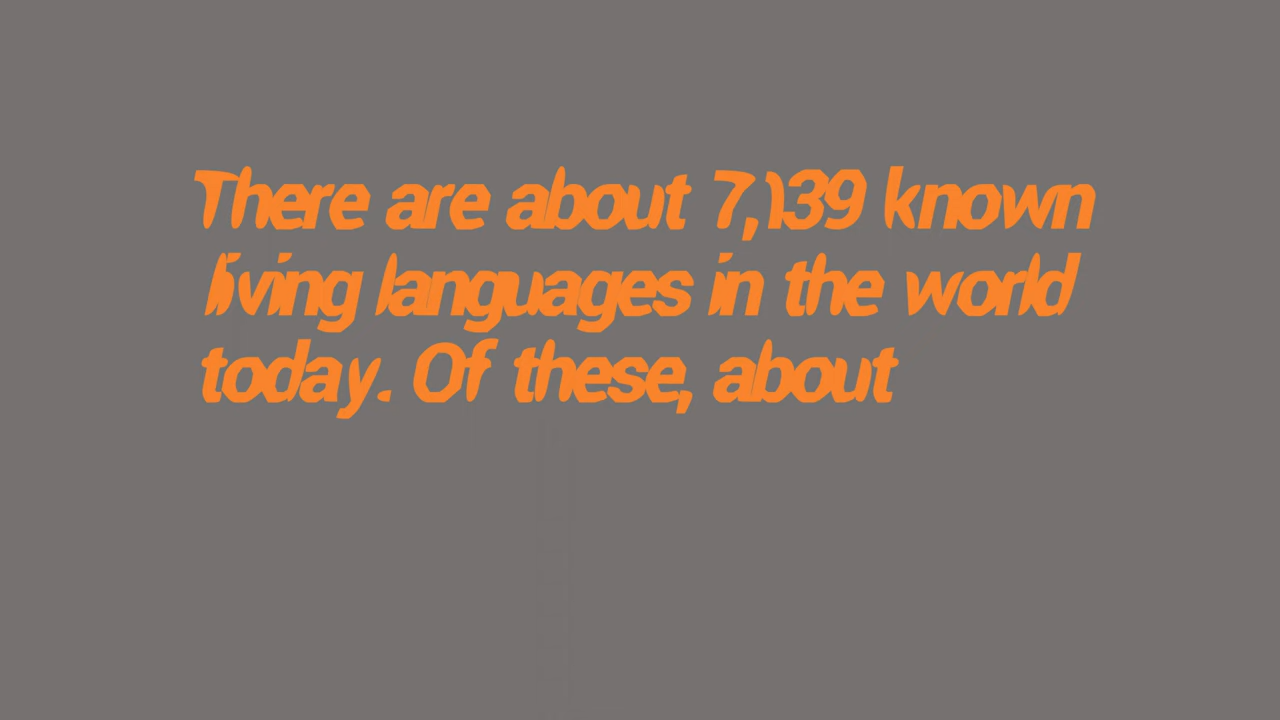 There are about 7,139 known
living languages in the world
today. Of these, about